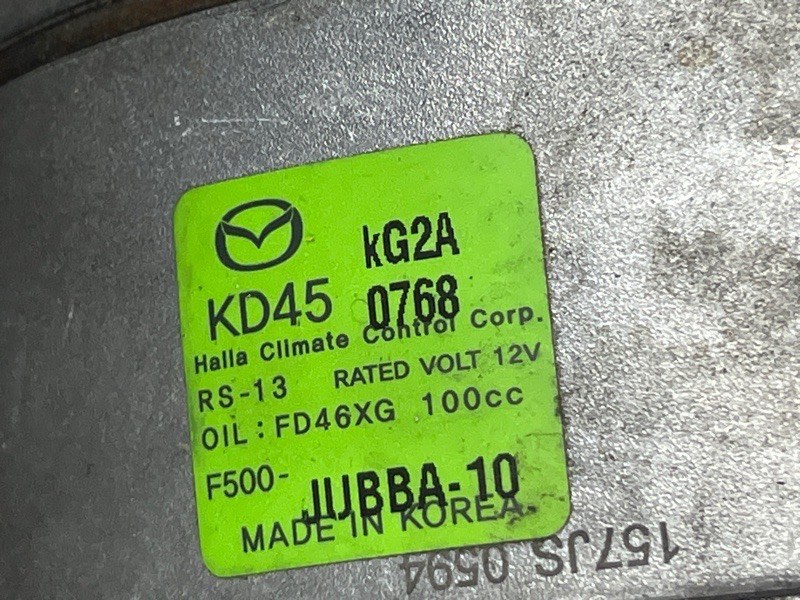 kG2A
KD45 0768
Halla Climate Control Corp.
RS-13 RATED VOLT 12V
OIL : FD46XG 100cc
F500- JUBBA-10
MADE IN KOREA
157JS 0594